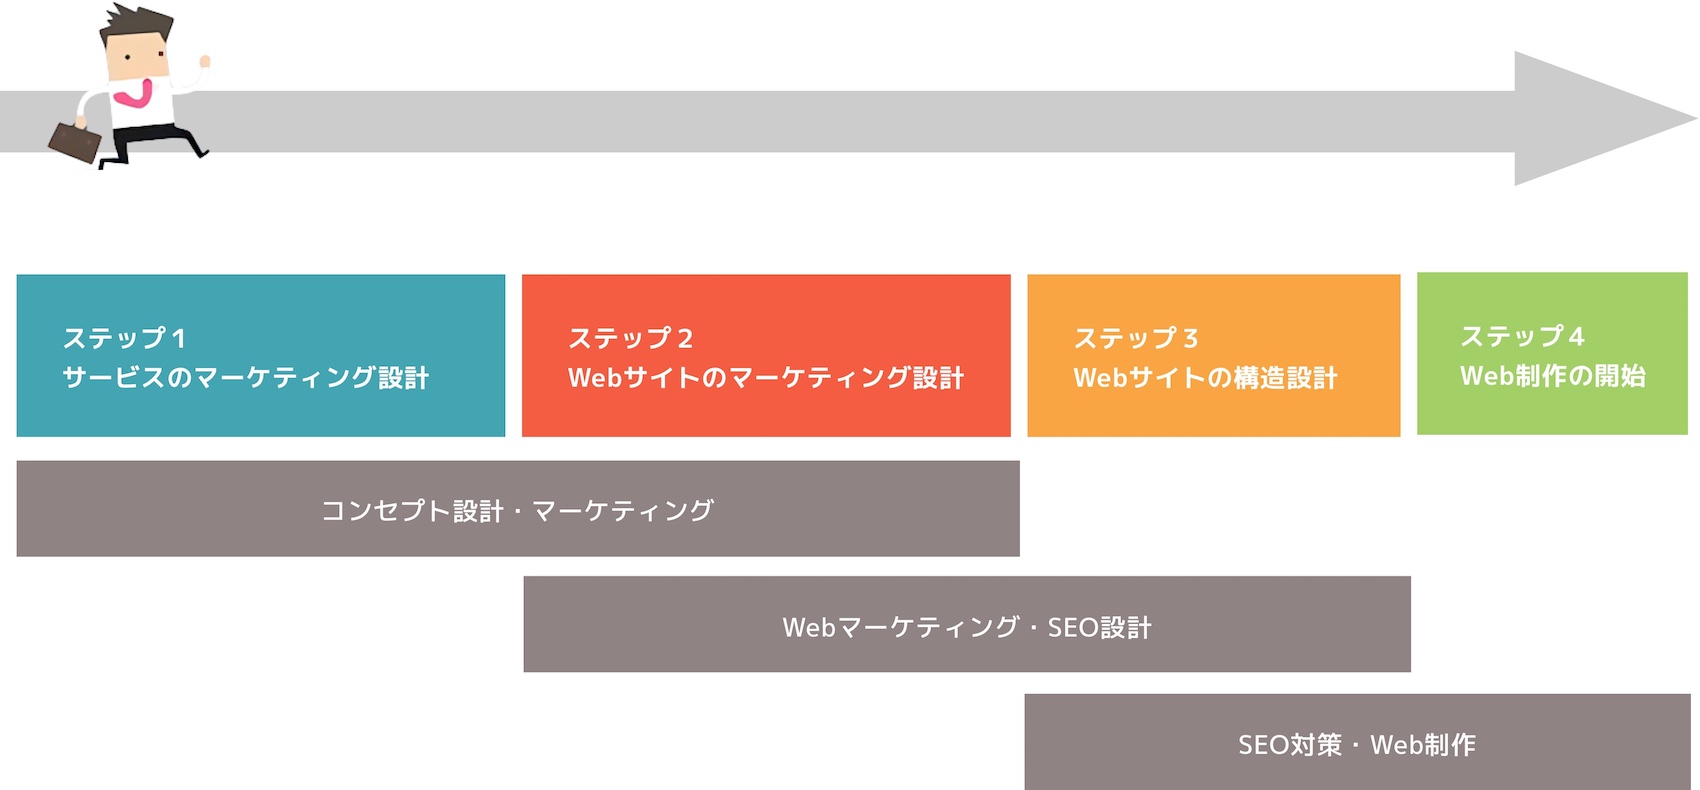 ステップ１
サービスのマーケティング設計
ステップ２
Webサイトのマーケティング設計
ステップ３
Webサイトの構造設計
ステップ４
Web制作の開始
コンセプト設計・マーケティング
Webマーケティング・SEO設計
SEO対策・Web制作